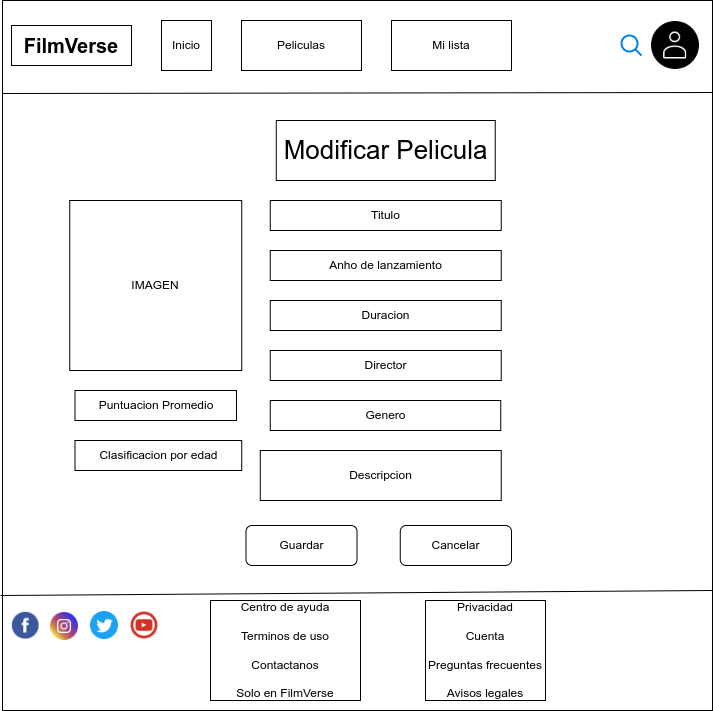 FilmVerse
Inicio
Peliculas
Mi lista
Modificar Pelicula
IMAGEN
Puntuacion Promedio
Clasificacion por edad
Titulo
Anho de lanzamiento
Duracion
Director
Genero
Descripcion
Guardar
Cancelar
Centro de ayuda
Terminos de uso
Contactanos
Solo en FilmVerse
Privacidad
Cuenta
Preguntas frecuentes
Avisos legales